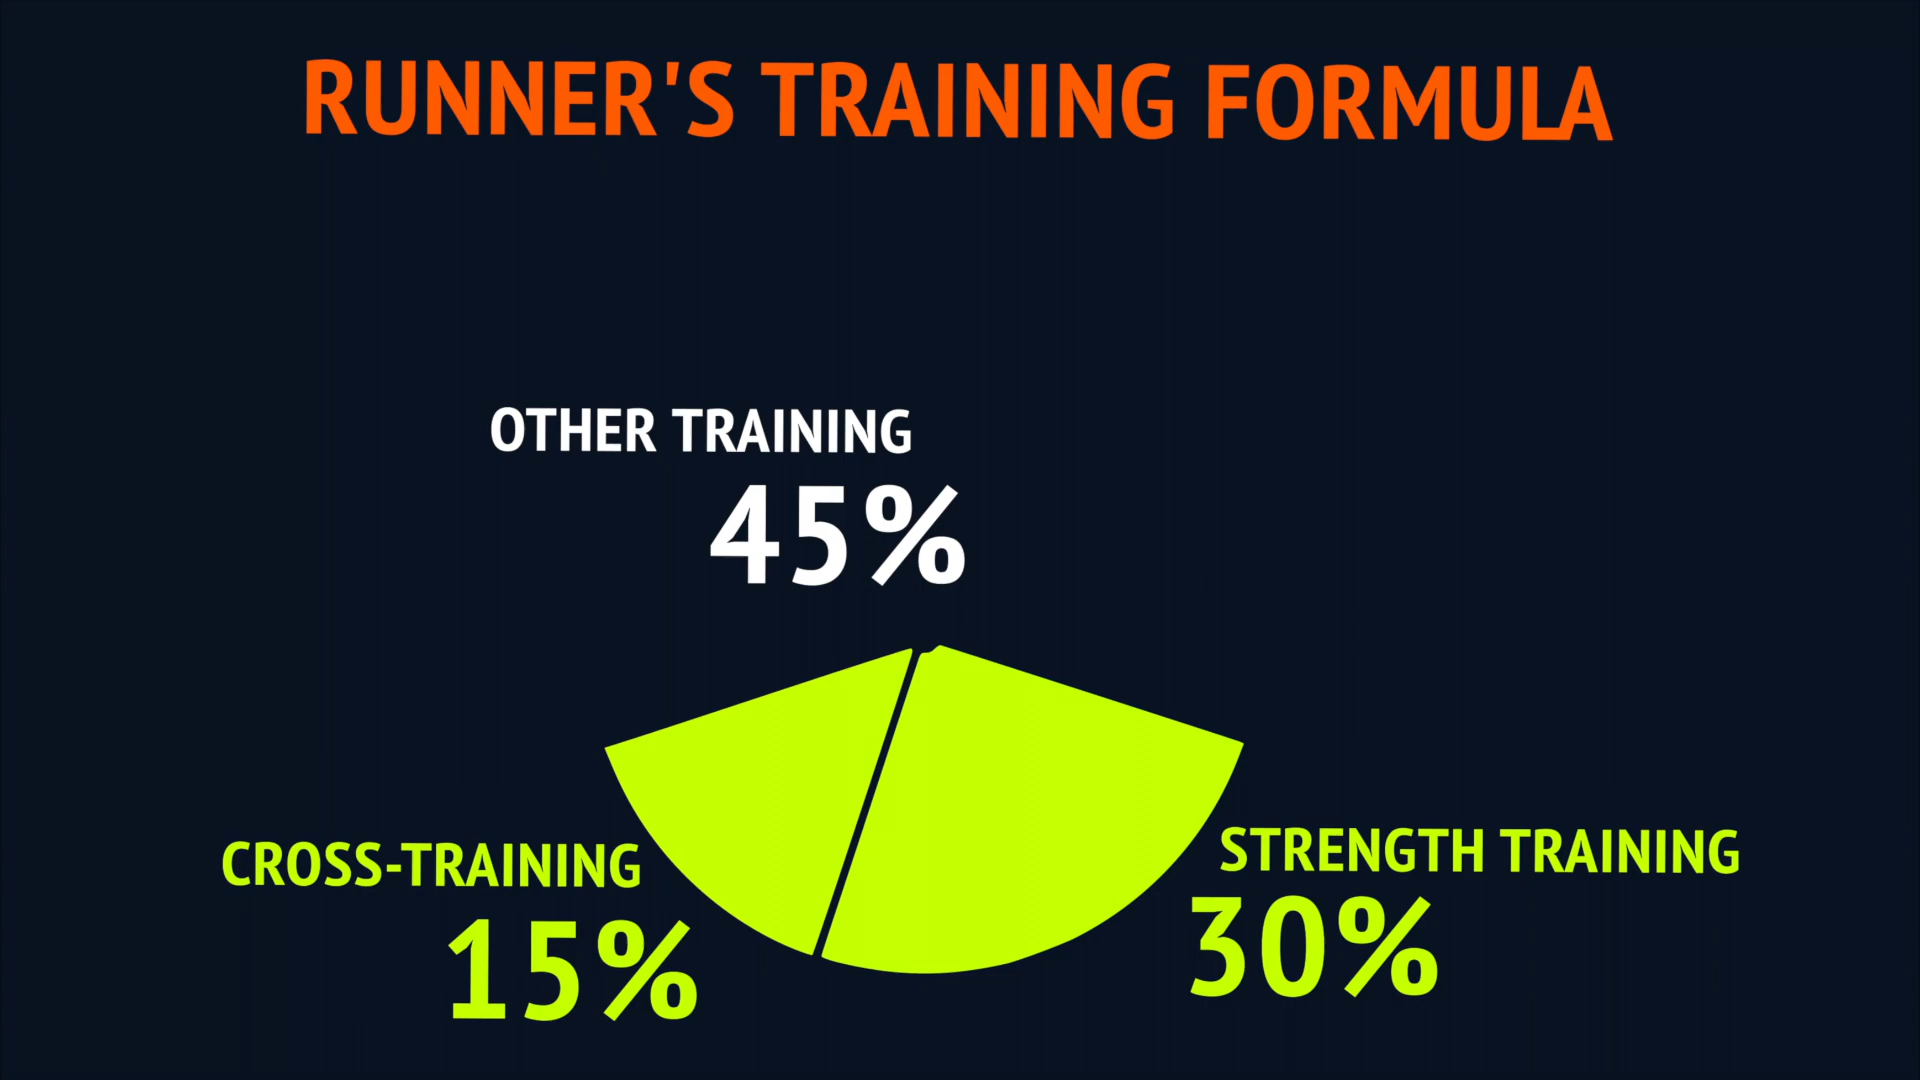 RUNNER'S TRAINING FORMULA
OTHER TRAINING
45%
CROSS-TRAINING
15%
STRENGTH TRAINING
30%